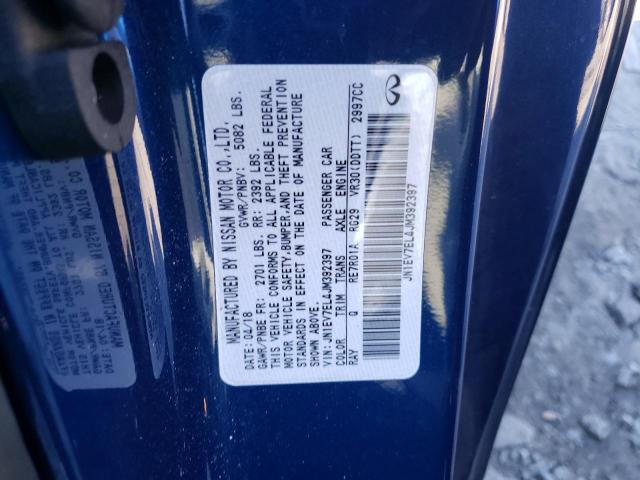 MANUFACTURED BY NISSAN MOTOR CO.,LTD.
DATE: 04/18 GVWR/PNBV: 5082 LBS.
GAWR/PNBE FR: 2701 LBS. RR: 2392 LBS.
THIS VEHICLE CONFORMS TO ALL APPLICABLE FEDERAL
MOTOR VEHICLE SAFETY,BUMPER,AND THEFT PREVENTION
STANDARDS IN EFFECT ON THE DATE OF MANUFACTURE
SHOWN ABOVE.
VIN: JN1EV7EL4JM392397 PASSENGER CAR
COLOR TRIM TRANS AXLE ENGINE
RAY Q RE7R01A RG29 VR30(DDTT) 2997CC
JN1EV7EL4JM392397